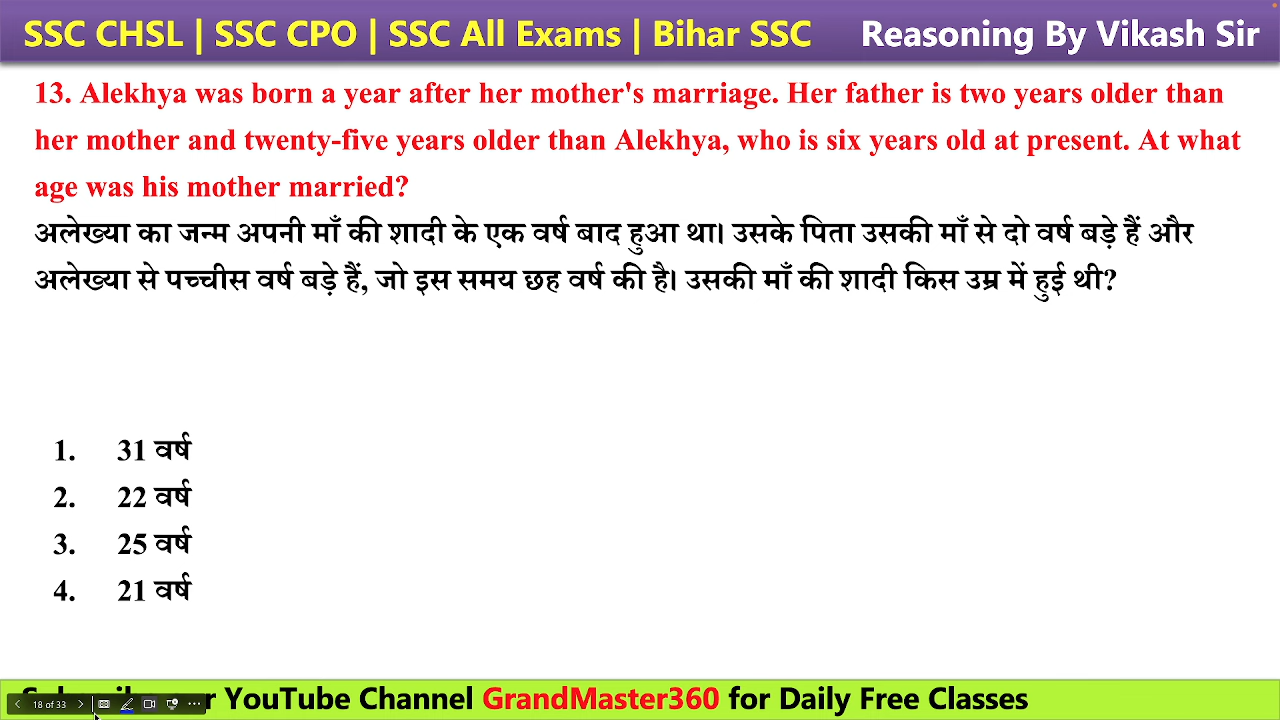 SSC CHSL | SSC CPO | SSC All Exams | Bihar SSC Reasoning By Vikash Sir
13. Alekhya was born a year after her mother's marriage. Her father is two years older than
her mother and twenty-five years older than Alekhya, who is six years old at present. At what
age was his mother married?
अलेख्या का जन्म अपनी माँ की शादी के एक वर्ष बाद हुआ था। उसके पिता उसकी माँ से दो वर्ष बड़े हैं और
अलेख्या से पच्चीस वर्ष बड़े हैं, जो इस समय छह वर्ष की है। उसकी माँ की शादी किस उम्र में हुई थी?
1. 31 वर्ष
2. 22 वर्ष
3. 25 वर्ष
4. 21 वर्ष
YouTube Channel GrandMaster360 for Daily Free Classes
18 of 33